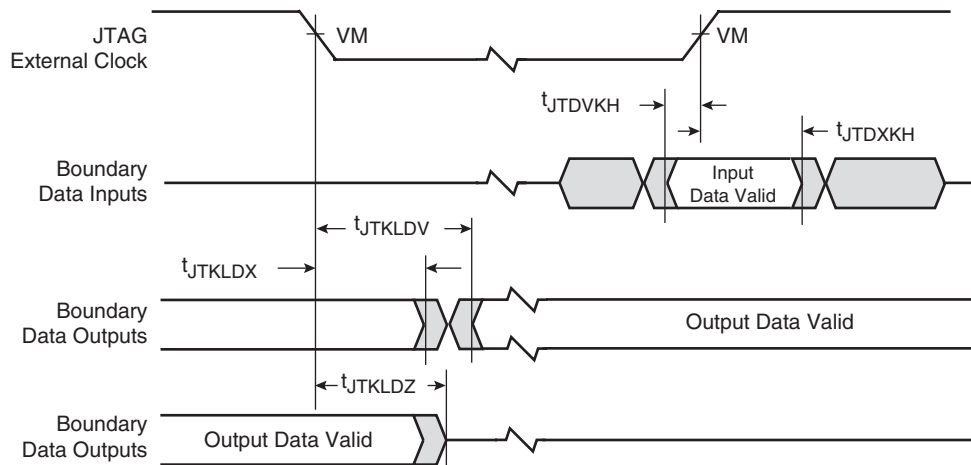 JTAG
External Clock
VM
VM
tJTDVKH
tJTDXKH
Boundary
Data Inputs
Input
Data Valid
tJTKLDV
tJTKLDX
Boundary
Data Outputs
Output Data Valid
tJTKLDZ
Boundary
Data Outputs
Output Data Valid